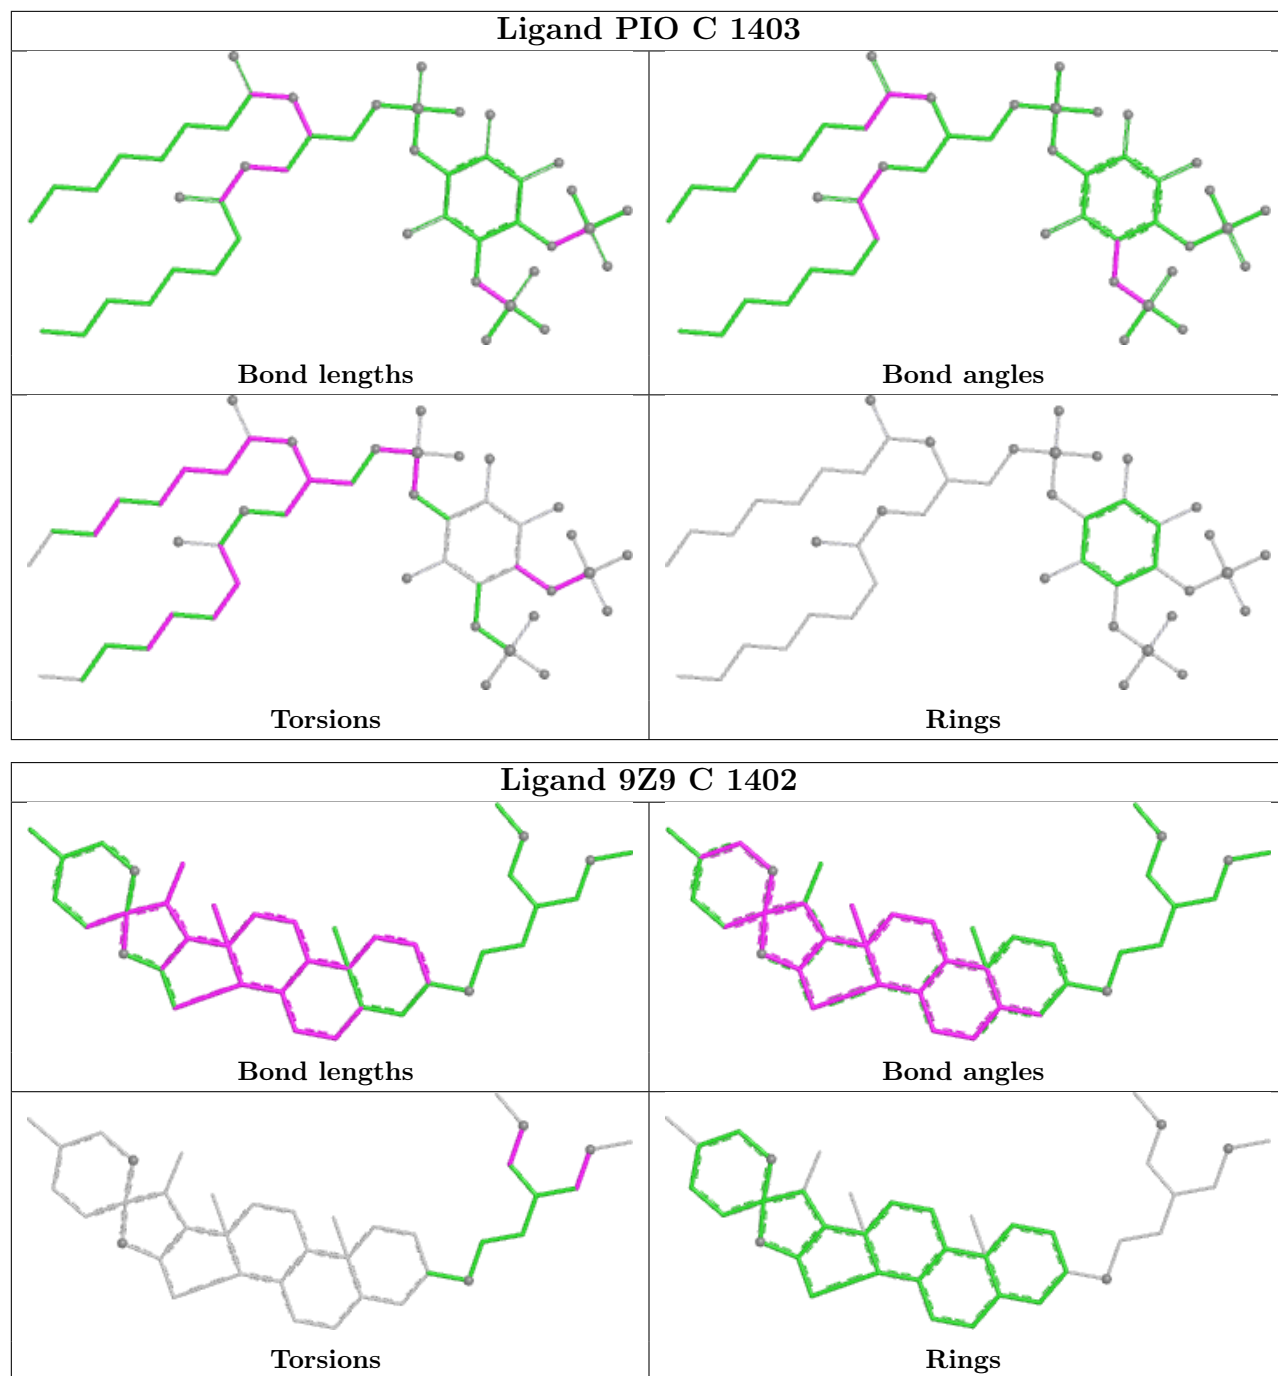 Ligand PIO C 1403
Bond lengths
Bond angles
Torsions
Rings
Ligand 9Z9 C 1402
Bond lengths
Bond angles
Torsions
Rings